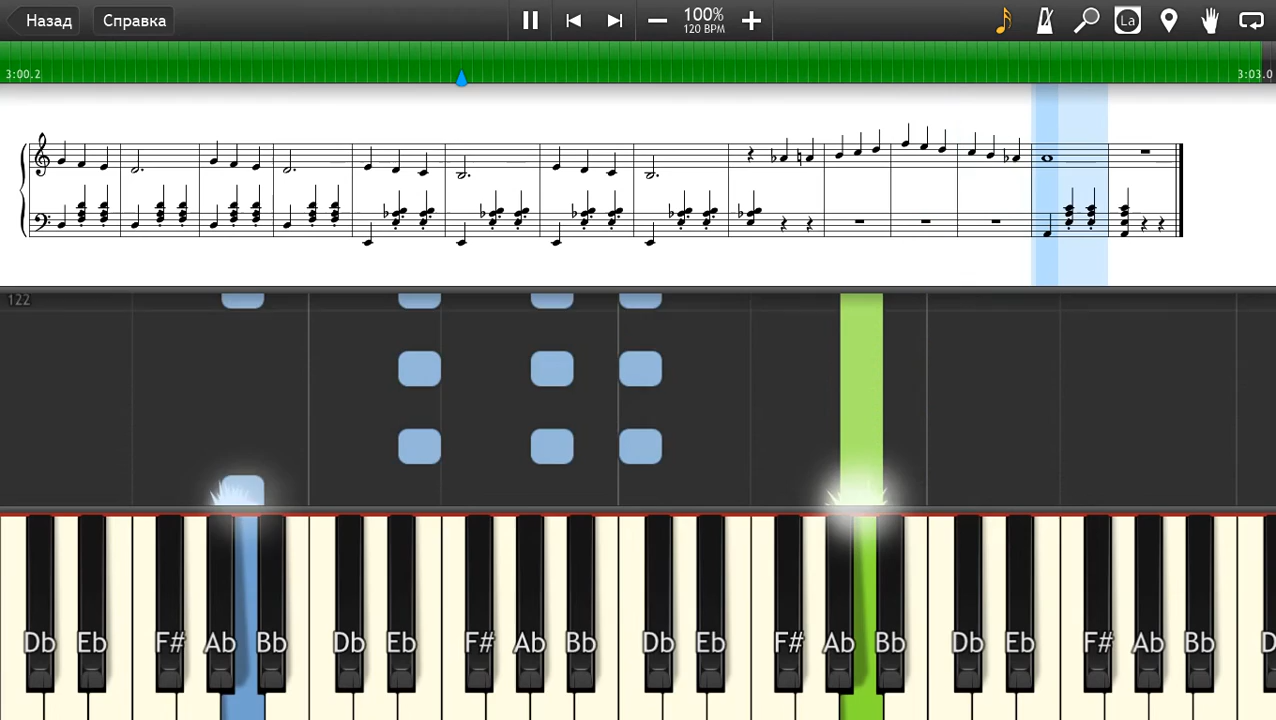 Назад Справка 100% La
120 BPM
3:00.2 3:03.0
122
Db Eb F# Ab Bb Db Eb F# Ab Bb Db Eb F# Ab Bb Db Eb F# Ab Bb D